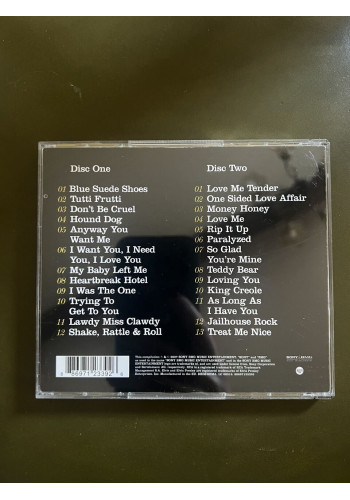 Disc One
01 Blue Suede Shoes
02 Tutti Frutti
03 Don't Be Cruel
04 Hound Dog
05 Anyway You
Want Me
06 I Want You, I Need
You, I Love You
07 My Baby Left Me
08 Heartbreak Hotel
09 I Was The One
10 Trying To
Get To You
11 Lawdy Miss Clawdy
12 Shake, Rattle & Roll
Disc Two
01 Love Me Tender
02 One Sided Love Affair
03 Money Honey
04 Love Me
05 Rip It Up
06 Paralyzed
07 So Glad
You're Mine
08 Teddy Bear
09 Loving You
10 King Creole
11 As Long As
I Have You
12 Jailhouse Rock
13 Treat Me Nice